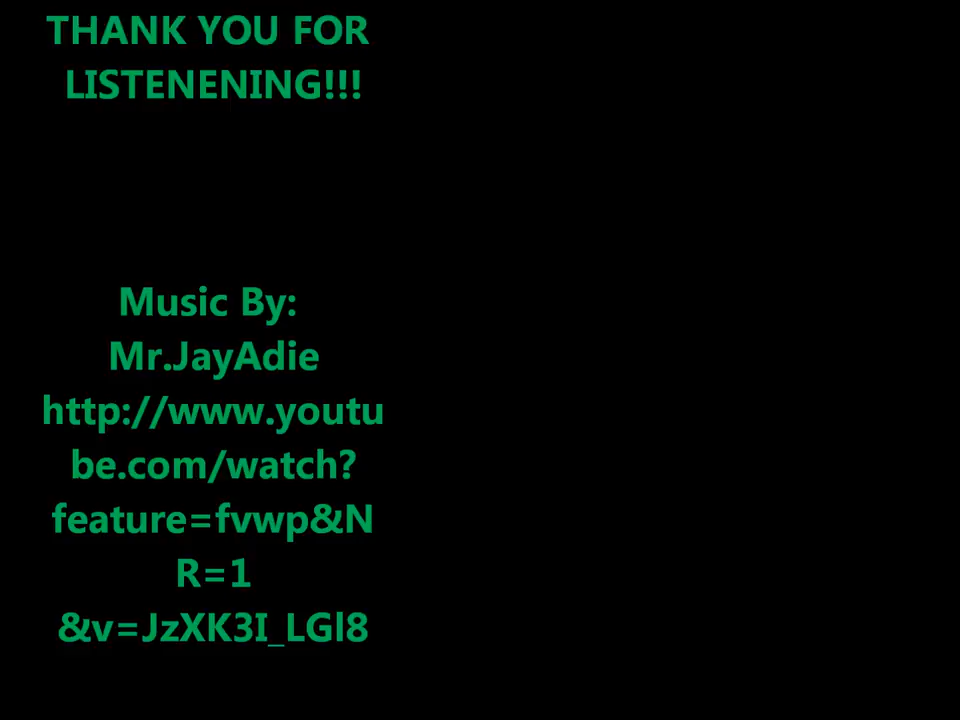 THANK YOU FOR
LISTENENING!!!
Music By:
Mr.JayAdie
http://www.youtu
be.com/watch?
feature=fvwp&N
R=1
&v=JzXK3I_LGl8